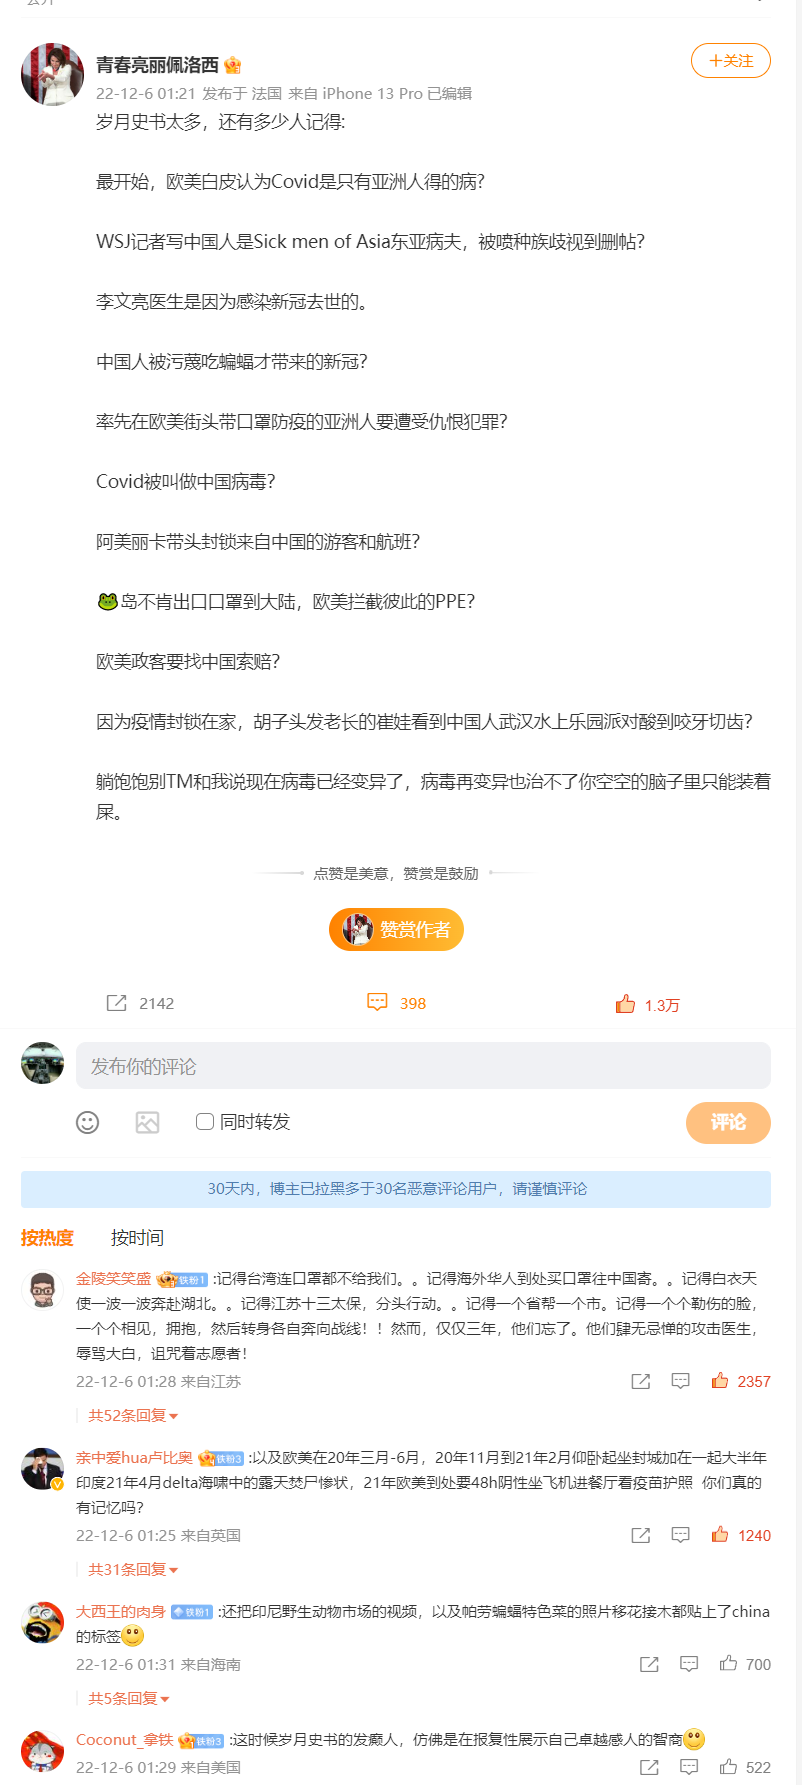 青春亮丽佩洛西
+关注
22-12-6 01:21 发布于 法国 来自 iPhone 13 Pro 已编辑
岁月史书太多，还有多少人记得:
最开始，欧美白皮认为Covid是只有亚洲人得的病？
WSJ记者写中国人是Sick men of Asia东亚病夫，被喷种族歧视到删帖？
李文亮医生是因为感染新冠去世的。
中国人被污蔑吃蝙蝠才带来的新冠？
率先在欧美街头带口罩防疫的亚洲人要遭受仇恨犯罪？
Covid被叫做中国病毒？
阿美丽卡带头封锁来自中国的游客和航班？
🐸岛不肯出口口罩到大陆，欧美拦截彼此的PPE？
欧美政客要找中国索赔？
因为疫情封锁在家，胡子头发老长的崔娃看到中国人武汉水上乐园派对酸到咬牙切齿？
躺饱饱别TM和我说现在病毒已经变异了，病毒再变异也治不了你空空的脑子里只能装着
屎。
点赞是美意，赞赏是鼓励
赞赏作者
2142
398
1.3万
发布你的评论
同时转发
评论
30天内，博主已拉黑多于30名恶意评论用户，请谨慎评论
按热度 按时间
金陵笑笑盛 铁粉1 :记得台湾连口罩都不给我们。。记得海外华人到处买口罩往中国寄。。记得白衣天
使一波一波奔赴湖北。。记得江苏十三太保，分头行动。。记得一个省帮一个市。记得一个个勒伤的脸，
一个个相见，拥抱，然后转身各自奔向战线！！然而，仅仅三年，他们忘了。他们肆无忌惮的攻击医生，
辱骂大白，诅咒着志愿者！
22-12-6 01:28 来自江苏
2357
共52条回复
亲中爱hua卢比奥 铁粉3 :以及欧美在20年三月-6月，20年11月到21年2月仰卧起坐封城加在一起大半年
印度21年4月delta海啸中的露天焚尸惨状，21年欧美到处要48h阴性坐飞机进餐厅看疫苗护照 你们真的
有记忆吗？
22-12-6 01:25 来自英国
1240
共31条回复
大西王的肉身 铁粉1 :还把印尼野生动物市场的视频，以及帕劳蝙蝠特色菜的照片移花接木都贴上了china
的标签🙂
22-12-6 01:31 来自海南
700
共5条回复
Coconut_拿铁 铁粉3 :这时候岁月史书的发癫人，仿佛是在报复性展示自己卓越感人的智商🙂
22-12-6 01:29 来自美国
522